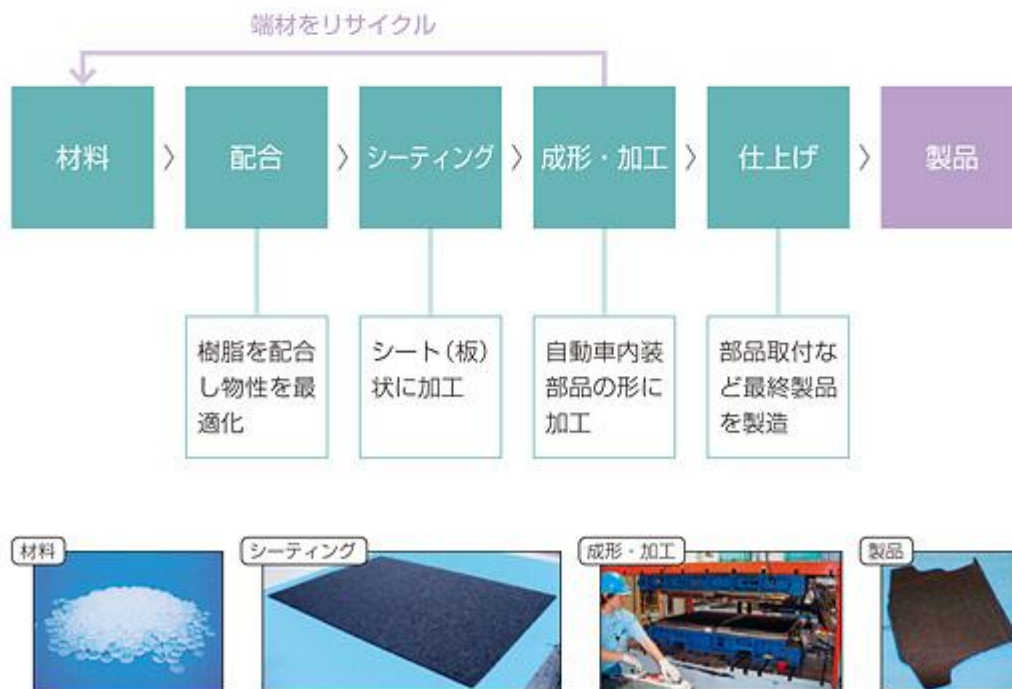 端材をリサイクル
材料
配合
シーティング
成形・加工
仕上げ
製品
樹脂を配合
し物性を最
適化
シート(板)
状に加工
自動車内装
部品の形に
加工
部品取付な
ど最終製品
を製造
材料
シーティング
成形・加工
製品